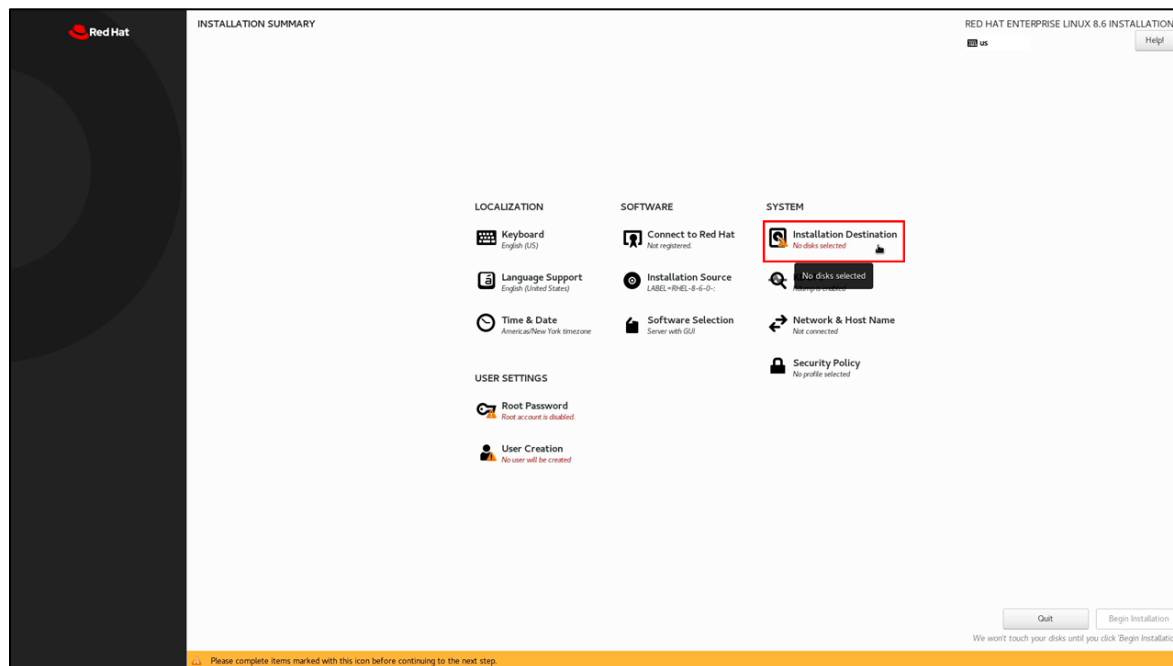 Red Hat
INSTALLATION SUMMARY
RED HAT ENTERPRISE LINUX 8.6 INSTALLATION
us
Help!
LOCALIZATION
Keyboard
English (US)
Language Support
English (United States)
Time & Date
Americas/New York timezone
USER SETTINGS
Root Password
Root account is disabled.
User Creation
No user will be created
SOFTWARE
Connect to Red Hat
Not registered.
Installation Source
LABEL=RHEL-8-6-0-:
Software Selection
Server with GUI
SYSTEM
Installation Destination
No disks selected
No disks selected
Network & Host Name
Not connected
Security Policy
No profile selected
Quit
Begin Installation
We won't touch your disks until you click 'Begin
Please complete items marked with this icon before continuing to the next step.